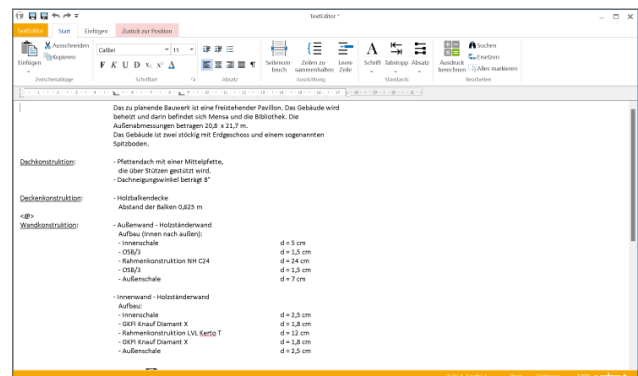 TextEditor *
TextEditor Start Einfügen Zurück zur Position
Einfügen
Ausschneiden
Kopieren
Zwischenablage
Calibri 11
F K U D X₂ x² A
Schriftart
Absatz
Seitenum-
bruch
Zeilen zu-
sammenhalten
Leere
Zeile
Ausrichtung
Schrift Tabstopp Absatz
Standards
Ausdruck
berechnen
Suchen
Ersetzen
Alles markieren
Bearbeiten
Das zu planende Bauwerk ist eine freistehender Pavillon. Das Gebäude wird
beheizt und darin befindet sich Mensa und die Bibliothek. Die
Außenabmessungen betragen 20,8 x 21,7 m.
Das Gebäude ist zwei stöckig mit Erdgeschoss und einem sogenannten
Spitzboden.
Dachkonstruktion: - Pfettendach mit einer Mittelpfette,
die über Stützen gestützt wird.
- Dachneigungswinkel beträgt 8°
Deckenkonstruktion: - Holzbalkendecke
Abstand der Balken 0,625 m
<@>
Wandkonstruktion: - Außenwand - Holzständerwand
Aufbau (Innen nach außen):
- Innenschale d = 5 cm
- OSB/3 d = 1,5 cm
- Rahmenkonstruktion NH C24 d = 24 cm
- OSB/3 d = 1,5 cm
- Außenschale d = 7 cm
- Innenwand - Holzständerwand
Aufbau:
- Innenschale d = 2,5 cm
- GKFI Knauf Diamant X d = 1,8 cm
- Rahmenkonstruktion LVL Kerto T d = 12 cm
- GKFI Knauf Diamant X d = 1,8 cm
- Außenschale d = 2,5 cm